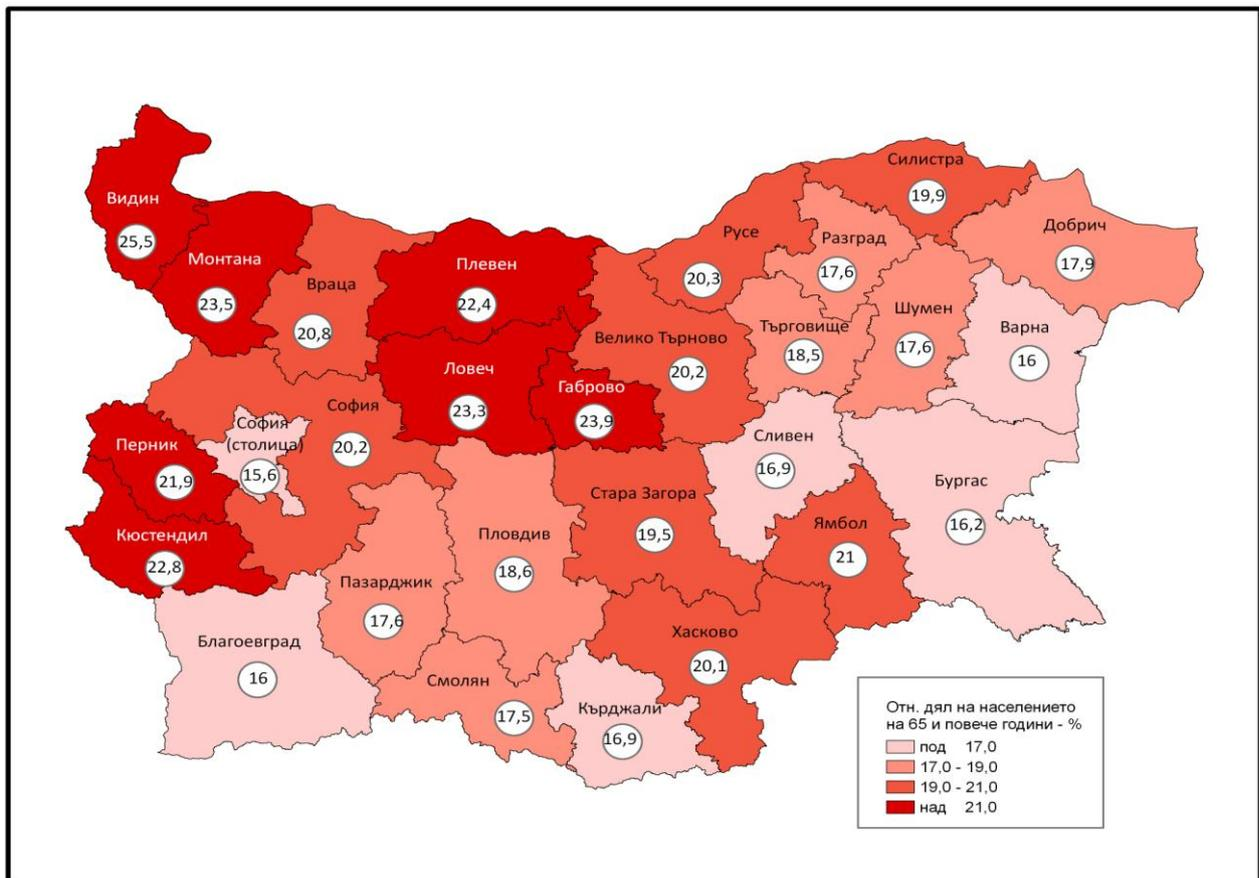 Силистра
19,9
Видин
25,5
Русе
20,3
Разград
17,6
Добрич
17,9
Монтана
23,5
Враца
20,8
Плевен
22,4
Велико Търново
20,2
Търговище
18,5
Шумен
17,6
Варна
16
Ловеч
23,3
Габрово
23,9
София
20,2
София
(столица)
15,6
Перник
21,9
Сливен
16,9
Бургас
16,2
Стара Загора
19,5
Ямбол
21
Кюстендил
22,8
Пловдив
18,6
Пазарджик
17,6
Благоевград
16
Хасково
20,1
Смолян
17,5
Кърджали
16,9
Отн. дял на населението
на 65 и повече години - %
под 17,0
17,0 - 19,0
19,0 - 21,0
над 21,0